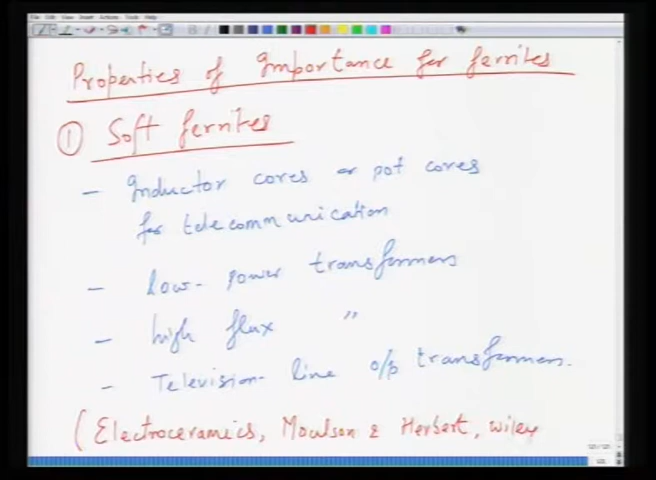 Properties of Importance for ferrites
① Soft ferrites
- Inductor cores or pot cores
for telecommunication
- low-power transformers
- high flux "
- Television-line o/p transformers.
(Electroceramics, Moulson & Herbert, wiley